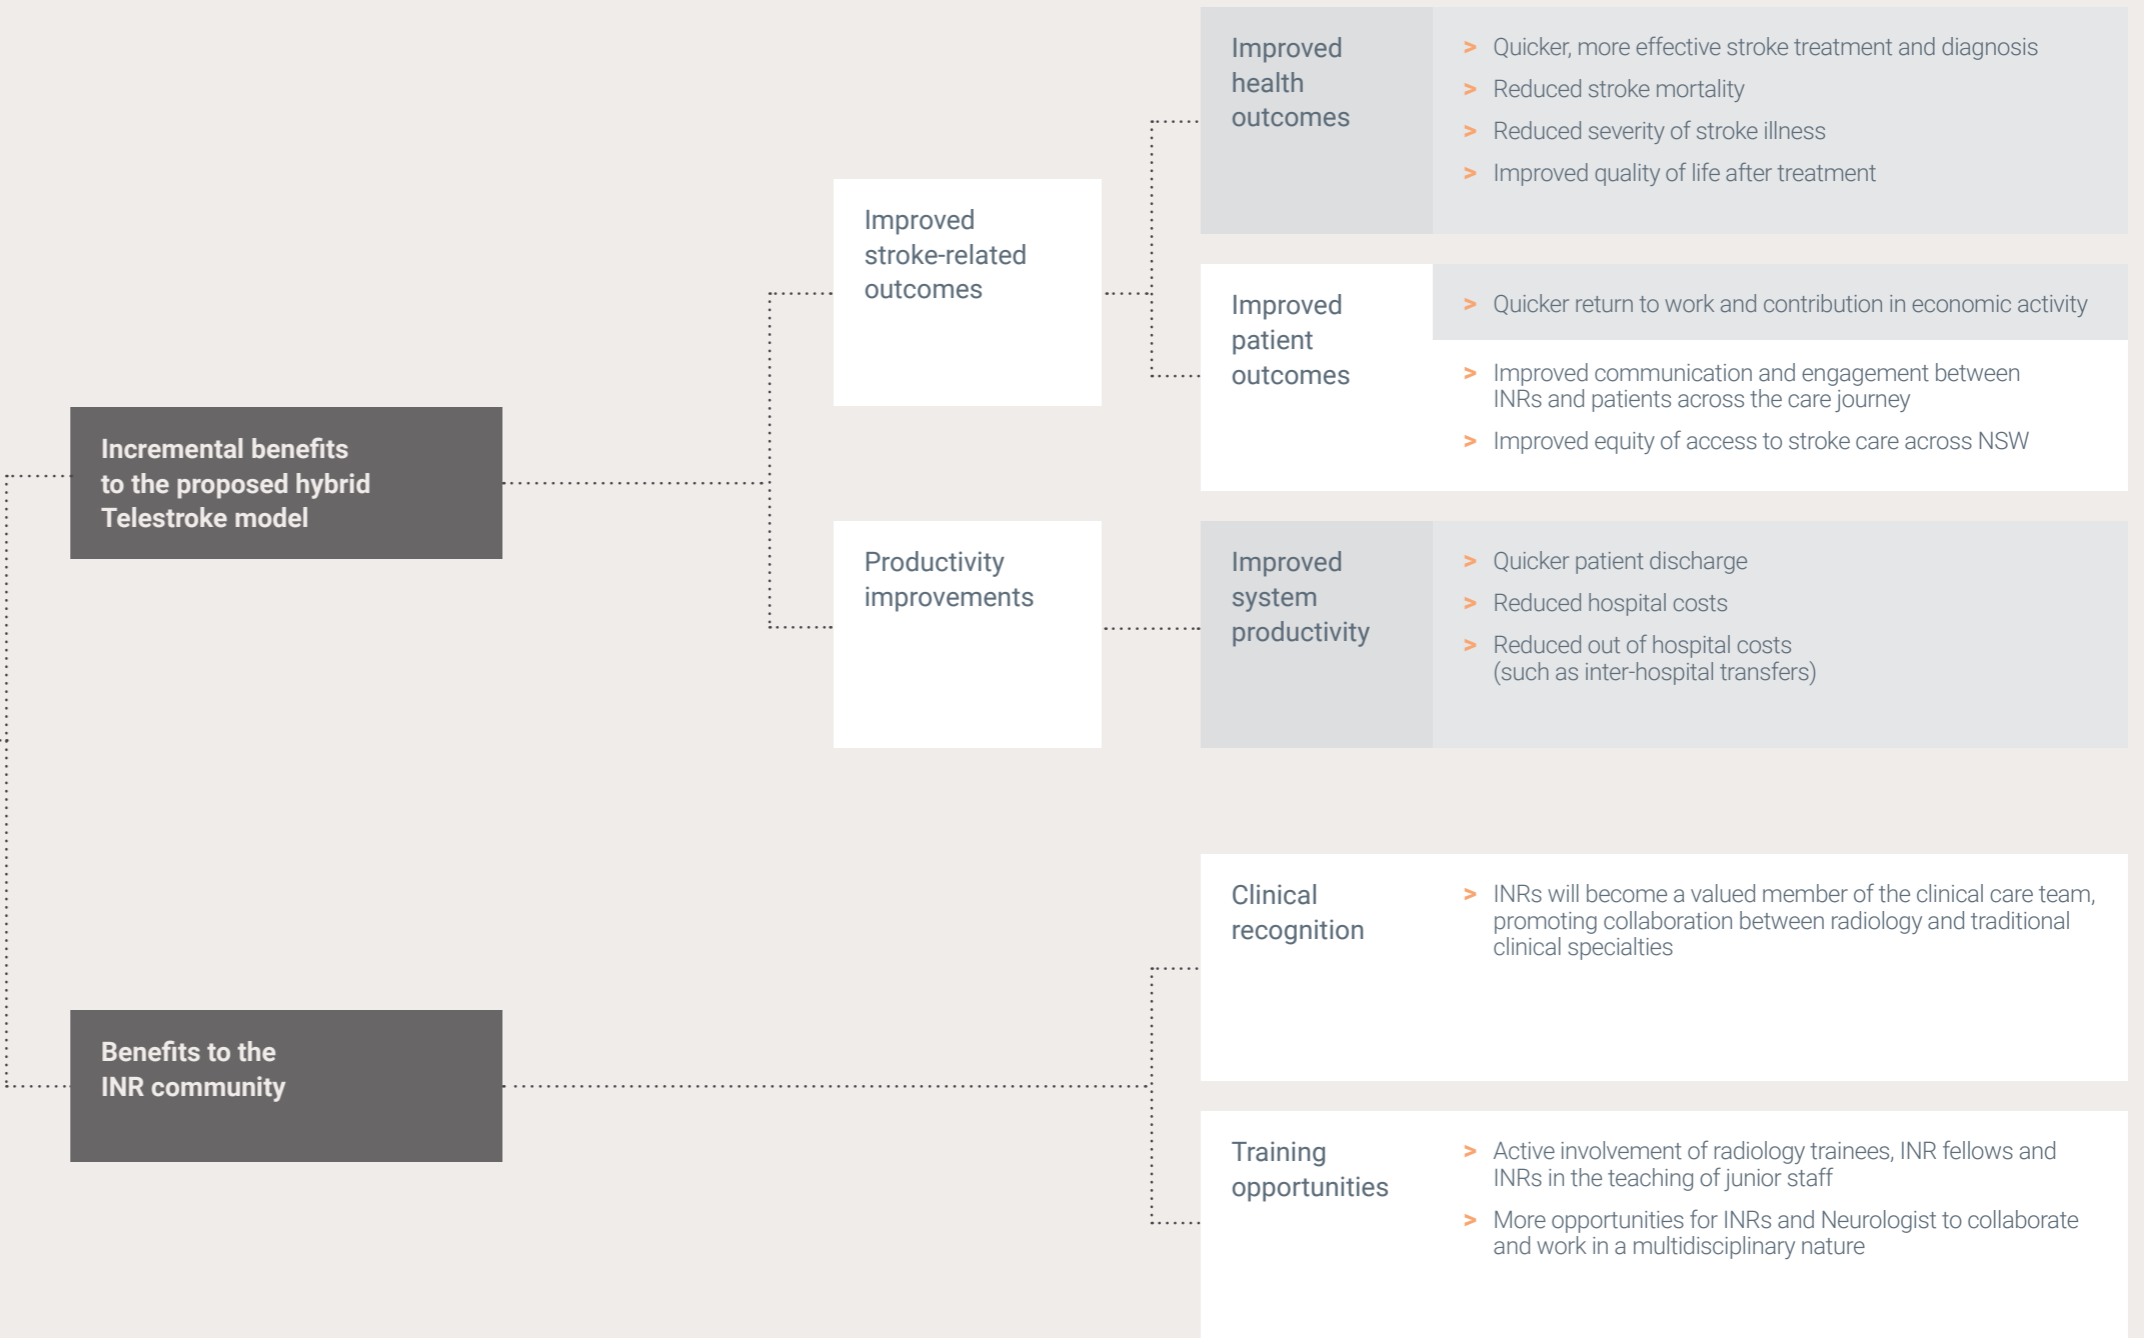 Incremental benefits
to the proposed hybrid
Telestroke model
Improved
stroke-related
outcomes
Improved
health
outcomes
> Quicker, more effective stroke treatment and diagnosis
> Reduced stroke mortality
> Reduced severity of stroke illness
> Improved quality of life after treatment
Improved
patient
outcomes
> Quicker return to work and contribution in economic activity
> Improved communication and engagement between
INRs and patients across the care journey
> Improved equity of access to stroke care across NSW
Productivity
improvements
Improved
system
productivity
> Quicker patient discharge
> Reduced hospital costs
> Reduced out of hospital costs
(such as inter-hospital transfers)
Benefits to the
INR community
Clinical
recognition
> INRs will become a valued member of the clinical care team,
promoting collaboration between radiology and traditional
clinical specialties
Training
opportunities
> Active involvement of radiology trainees, INR fellows and
INRs in the teaching of junior staff
> More opportunities for INRs and Neurologist to collaborate
and work in a multidisciplinary nature